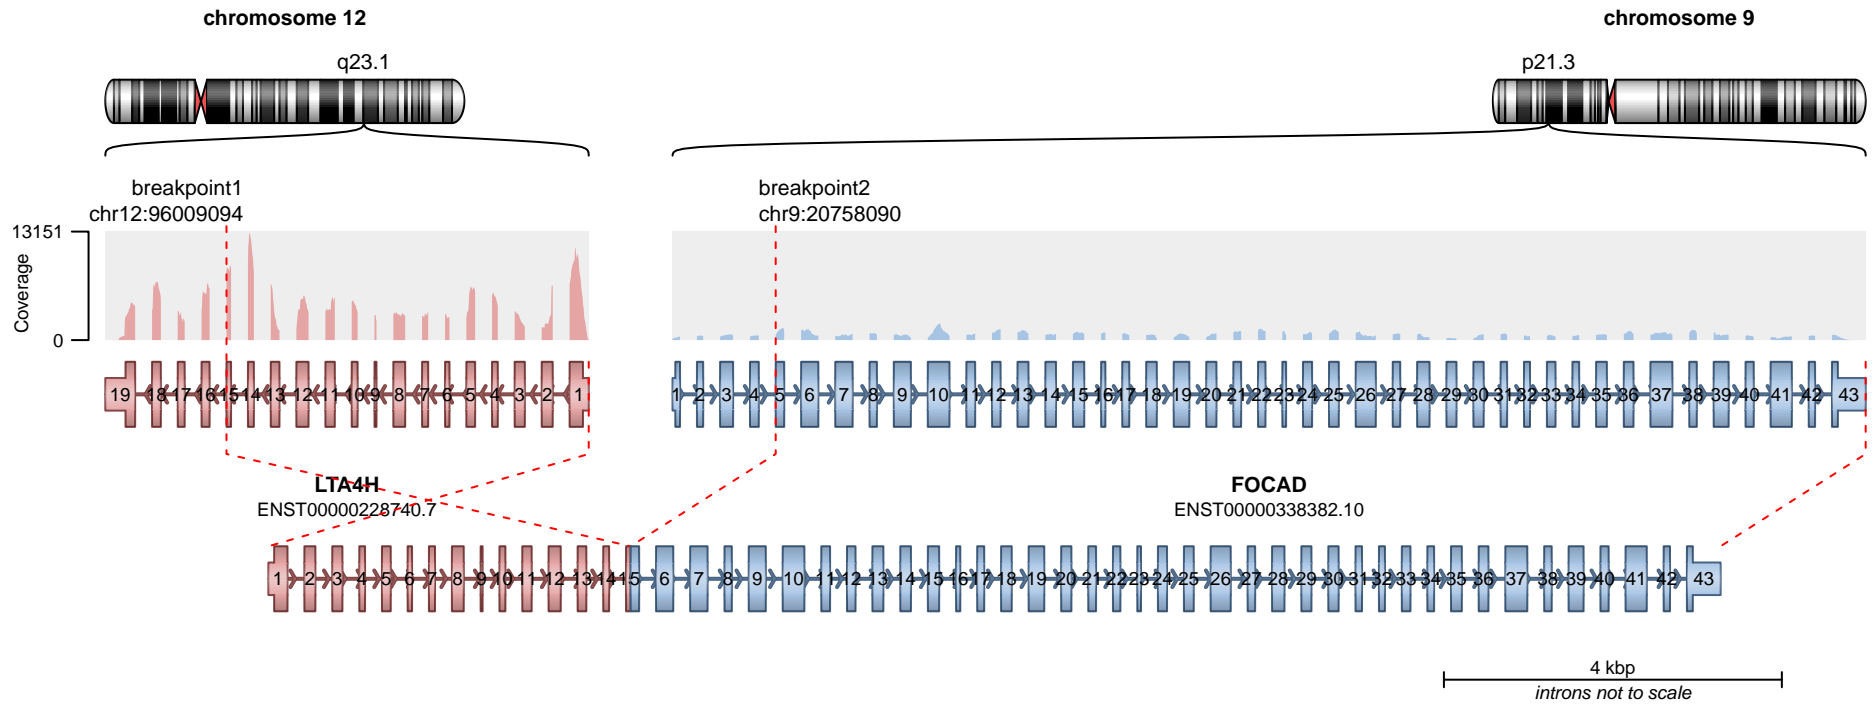 chromosome 12
chromosome 9
q23.1
p21.3
breakpoint1
chr12:96009094
breakpoint2
chr9:20758090
13151
Coverage
0
19 18 17 16 15 14 13 12 11 10 9 8 7 6 5 4 3 2 1
1 2 3 4 5 6 7 8 9 10 11 12 13 14 15 16 17 18 19 20 21 22 23 24 25 26 27 28 29 30 31 32 33 34 35 36 37 38 39 40 41 42 43
LTA4H
ENST00000228740.7
FOCAD
ENST00000338382.10
1 2 3 4 5 6 7 8 9 10 11 12 13 14 15 5 6 7 8 9 10 11 12 13 14 15 16 17 18 19 20 21 22 23 24 25 26 27 28 29 30 31 32 33 34 35 36 37 38 39 40 41 42 43
4 kbp
introns not to scale